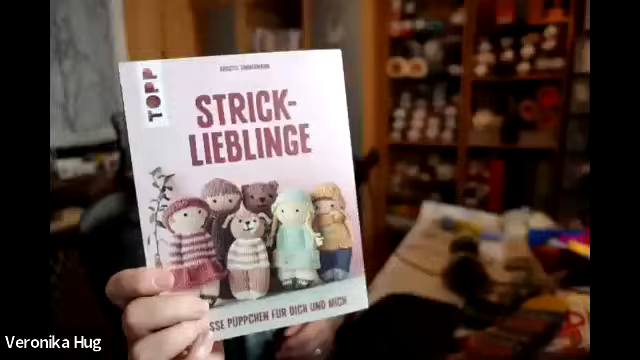 TOPP
STRICK-
LIEBLINGE
SSE PÜPPCHEN FÜR DICH UND MICH
Veronika Hug